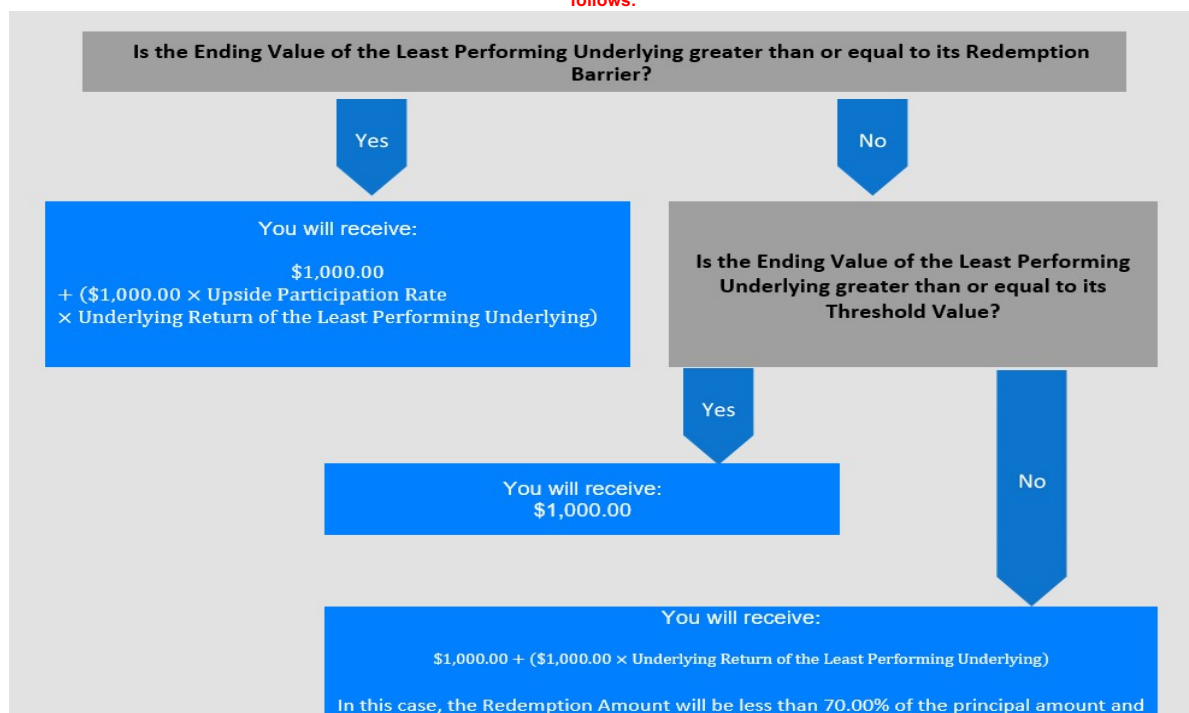 follows:
Is the Ending Value of the Least Performing Underlying greater than or equal to its Redemption
Barrier?
Yes
No
You will receive:
$1,000.00
+ ($1,000.00 × Upside Participation Rate
× Underlying Return of the Least Performing Underlying)
Is the Ending Value of the Least Performing
Underlying greater than or equal to its
Threshold Value?
Yes
You will receive:
$1,000.00
No
You will receive:
$1,000.00 + ($1,000.00 × Underlying Return of the Least Performing Underlying)
In this case, the Redemption Amount will be less than 70.00% of the principal amount and